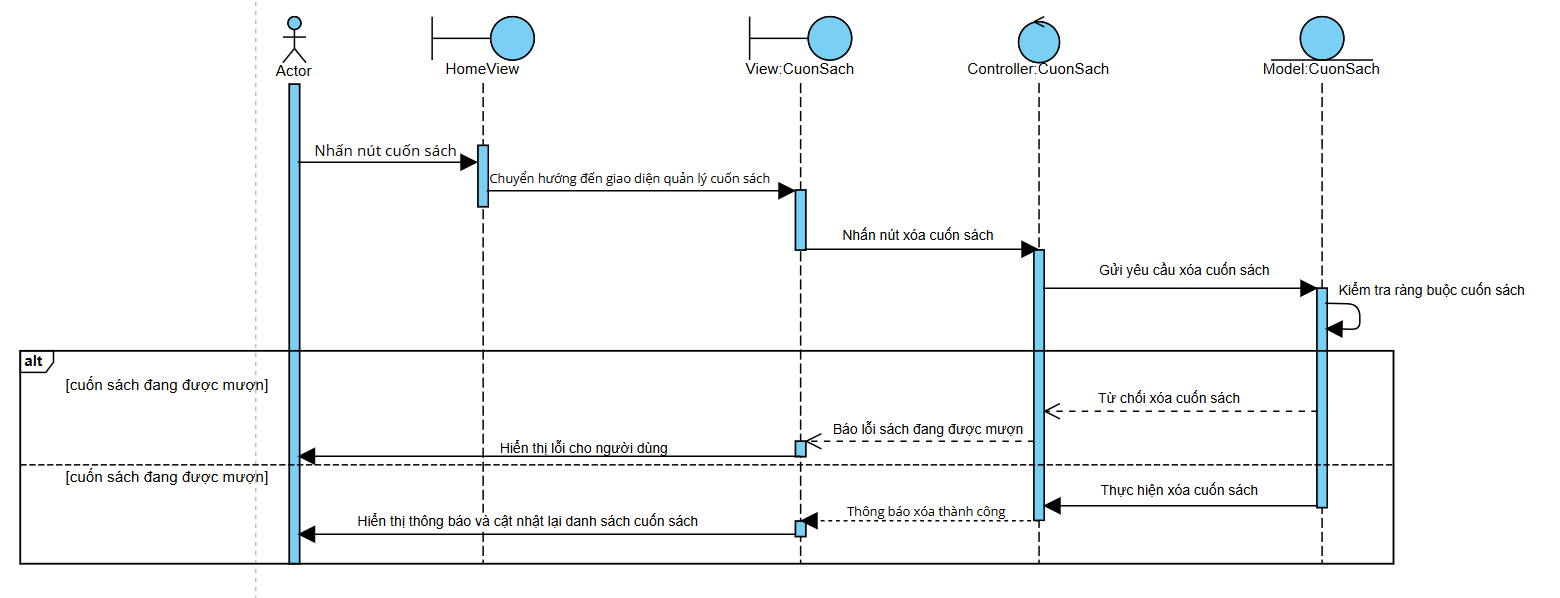 Actor
HomeView
View:CuonSach
Controller:CuonSach
Model:CuonSach
Nhấn nút cuốn sách
Chuyển hướng đến giao diện quản lý cuốn sách
Nhấn nút xóa cuốn sách
Gửi yêu cầu xóa cuốn sách
Kiểm tra ràng buộc cuốn sách
alt
[cuốn sách đang được mượn]
Từ chối xóa cuốn sách
Báo lỗi sách đang được mượn
Hiển thị lỗi cho người dùng
[cuốn sách đang được mượn]
Thực hiện xóa cuốn sách
Thông báo xóa thành công
Hiển thị thông báo và cật nhật lại danh sách cuốn sách